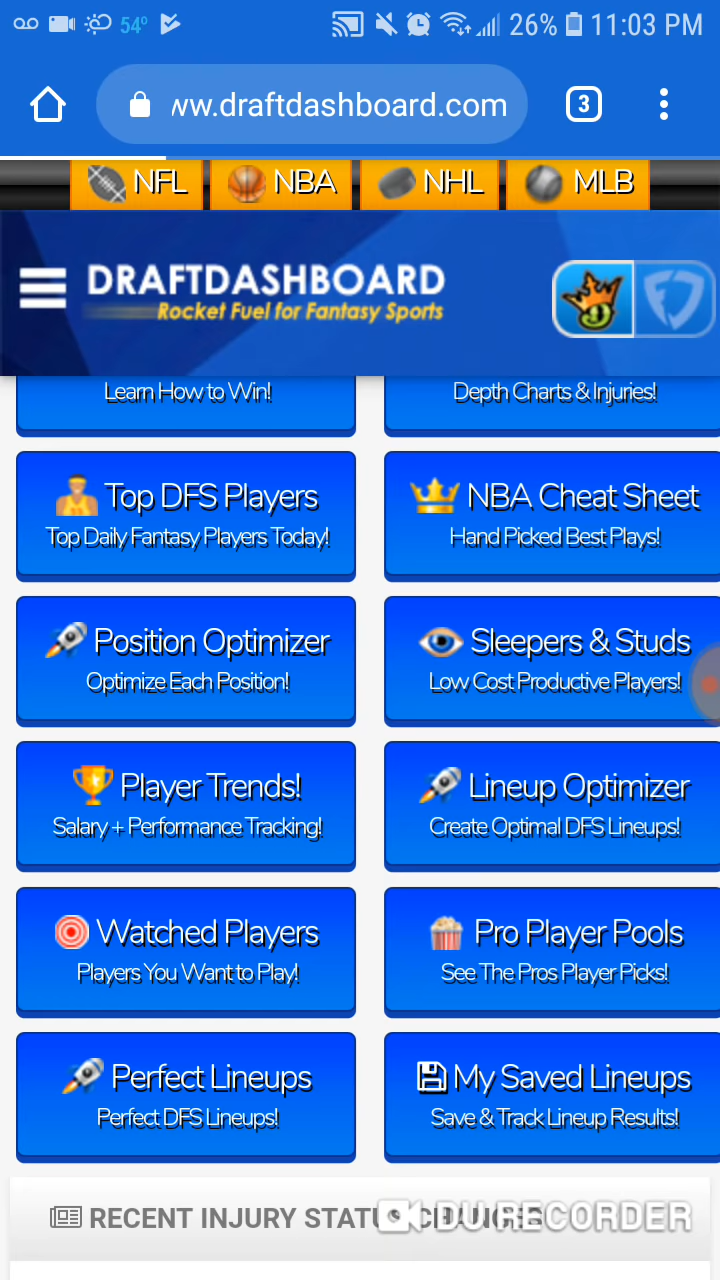 54° 26% 11:03 PM
ww.draftdashboard.com 3
NFL NBA NHL MLB
DRAFTDASHBOARD
Rocket Fuel for Fantasy Sports
Learn How to Win! Depth Charts & Injuries!
Top DFS Players NBA Cheat Sheet
Top Daily Fantasy Players Today! Hand Picked Best Plays!
Position Optimizer Sleepers & Studs
Optimize Each Position! Low Cost Productive Players!
Player Trends! Lineup Optimizer
Salary + Performance Tracking! Create Optimal DFS Lineups!
Watched Players Pro Player Pools
Players You Want to Play! See The Pros Player Picks!
Perfect Lineups My Saved Lineups
Perfect DFS Lineups! Save & Track Lineup Results!
RECENT INJURY STATUS CHANGES
DU RECORDER